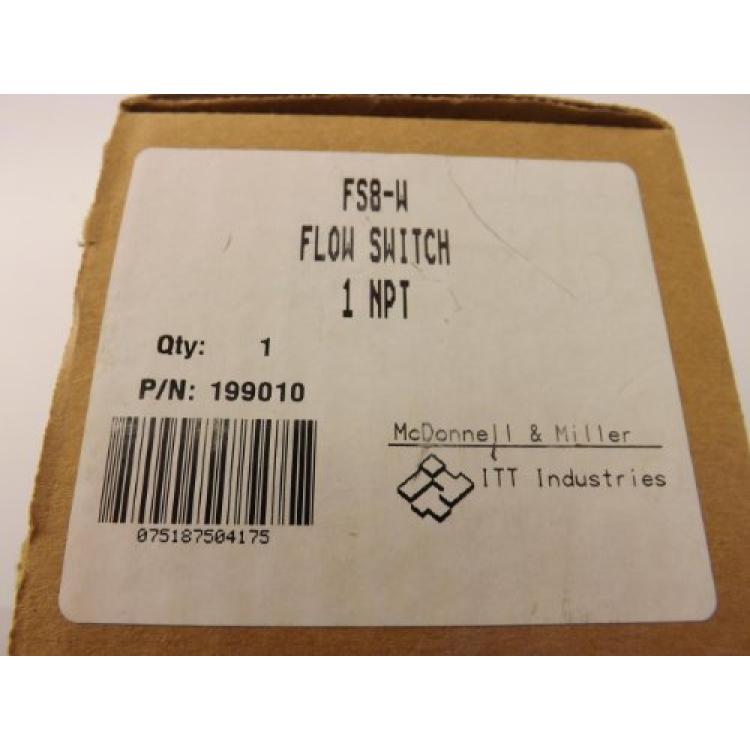 FS8-W
FLOW SWITCH
1 NPT
Qty: 1
P/N: 199010
075187504175
McDonnell & Miller
ITT Industries